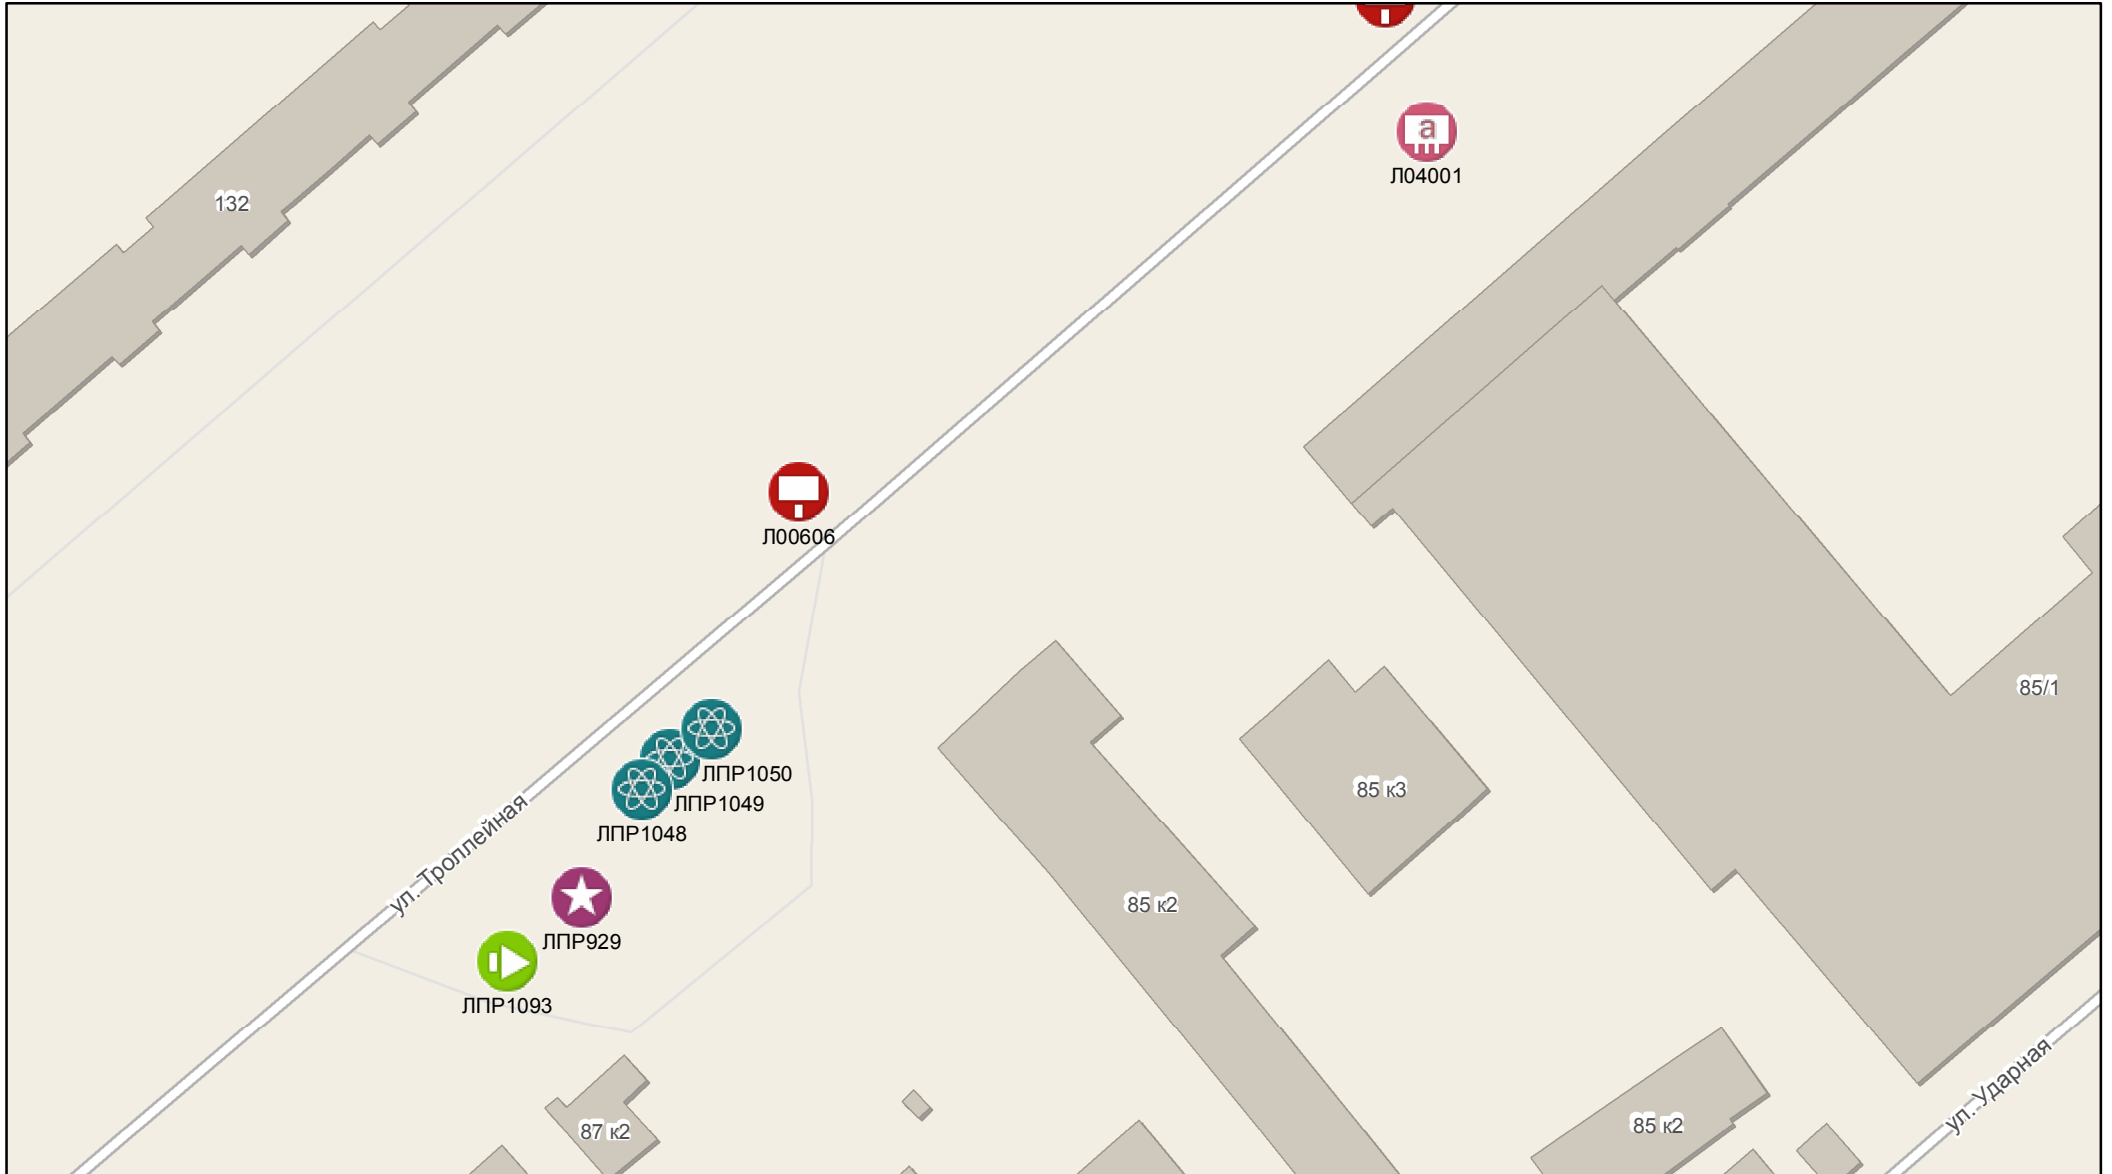 а
Л04001
132
Л00606
85/1
ЛПР1050
85 к3
ЛПР1049
ЛПР1048
ул. Троллейная
85 к2
ЛПР929
ЛПР1093
ул. Ударная
85 к2
87 к2